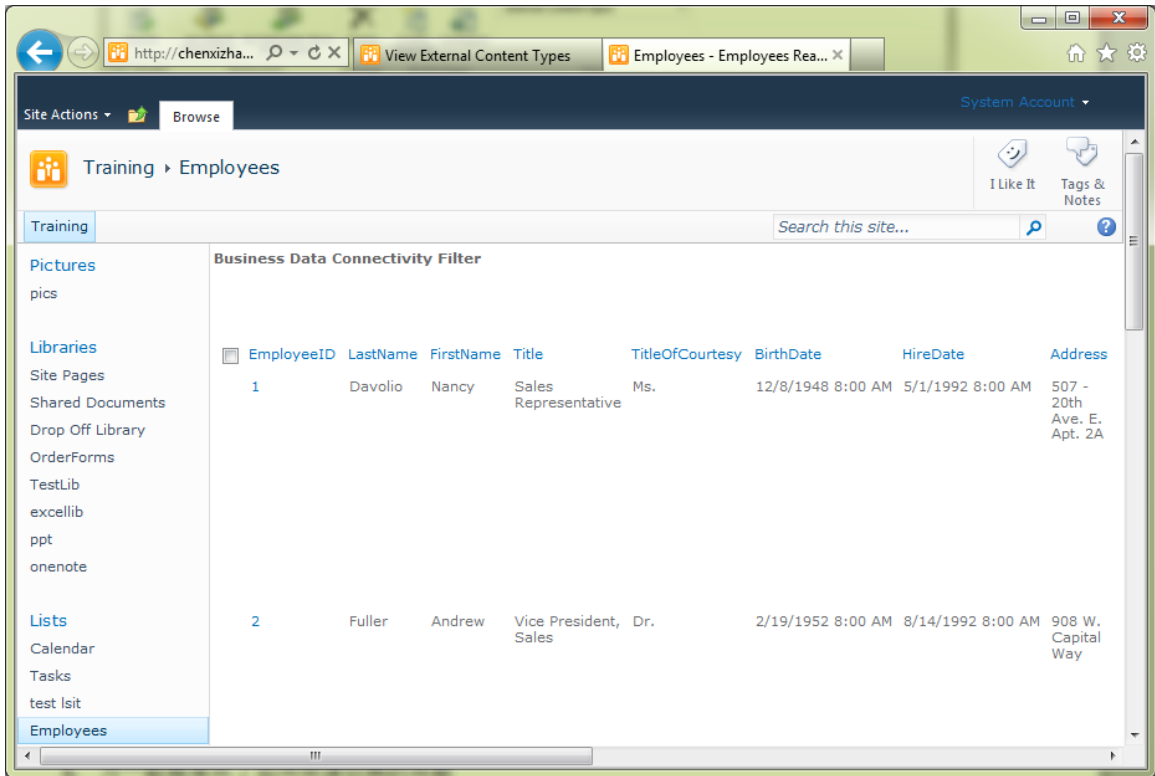 http://chenxizha...
View External Content Types
Employees - Employees Rea...
System Account
Site Actions
Browse
Training ▸ Employees
I Like It
Tags &
Notes
Training
Search this site...
Business Data Connectivity Filter
Pictures
pics
Libraries
Site Pages
Shared Documents
Drop Off Library
OrderForms
TestLib
excellib
ppt
onenote
Lists
Calendar
Tasks
test lsit
Employees
EmployeeID LastName FirstName Title TitleOfCourtesy BirthDate HireDate Address
1 Davolio Nancy Sales Representative Ms. 12/8/1948 8:00 AM 5/1/1992 8:00 AM 507 -
20th
Ave. E.
Apt. 2A
2 Fuller Andrew Vice President, Sales Dr. 2/19/1952 8:00 AM 8/14/1992 8:00 AM 908 W.
Capital
Way